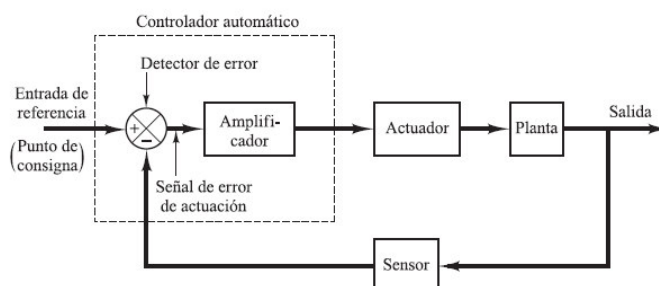 Controlador automático
Detector de error
Entrada de
referencia
(Punto de
consigna)
Amplifi-
cador
Señal de error
de actuación
Actuador
Planta
Salida
Sensor
+
−